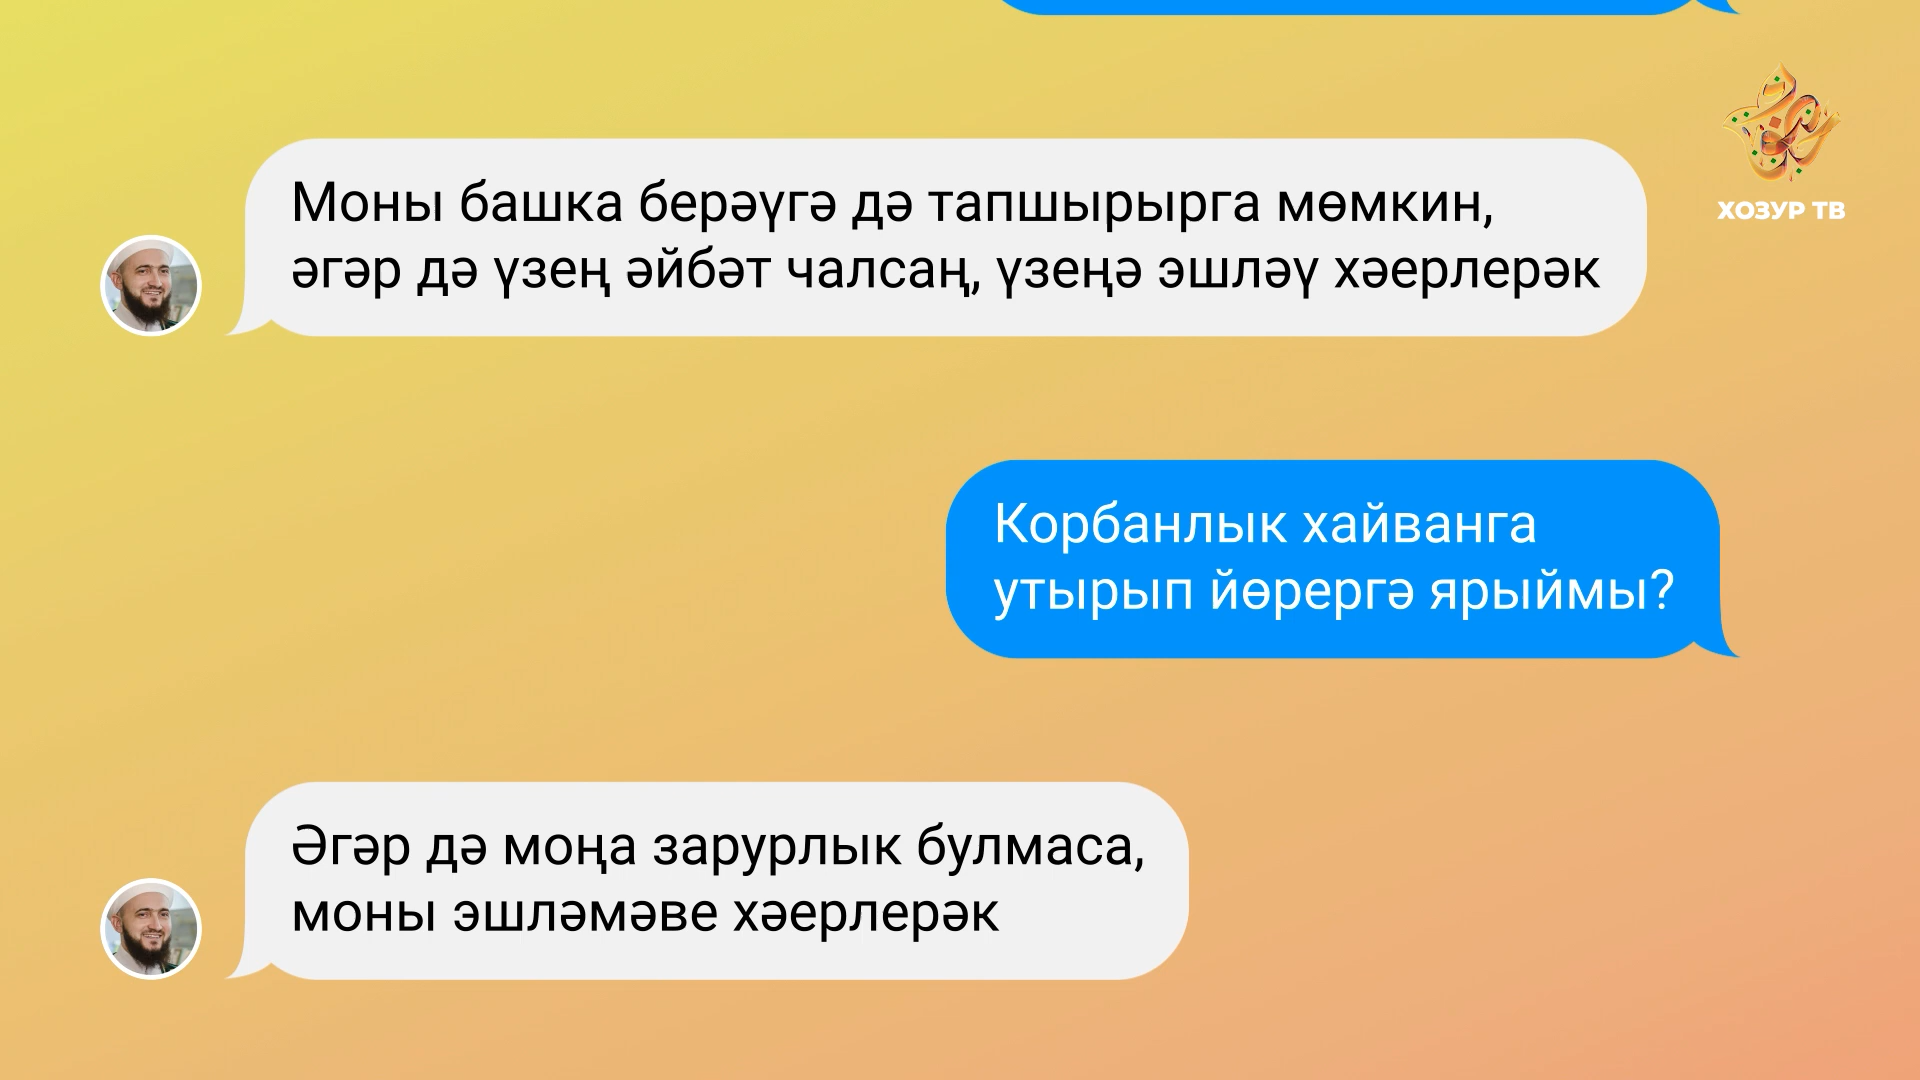 ХОЗУР ТВ
Моны башка берәүгә дә тапшырырга мөмкин,
әгәр дә үзең әйбәт чалсаң, үзеңә эшләү хәерлерәк
Корбанлык хайванга
утырып йөрергә ярыймы?
Әгәр дә моңа зарурлык булмаса,
моны эшләмәве хәерлерәк